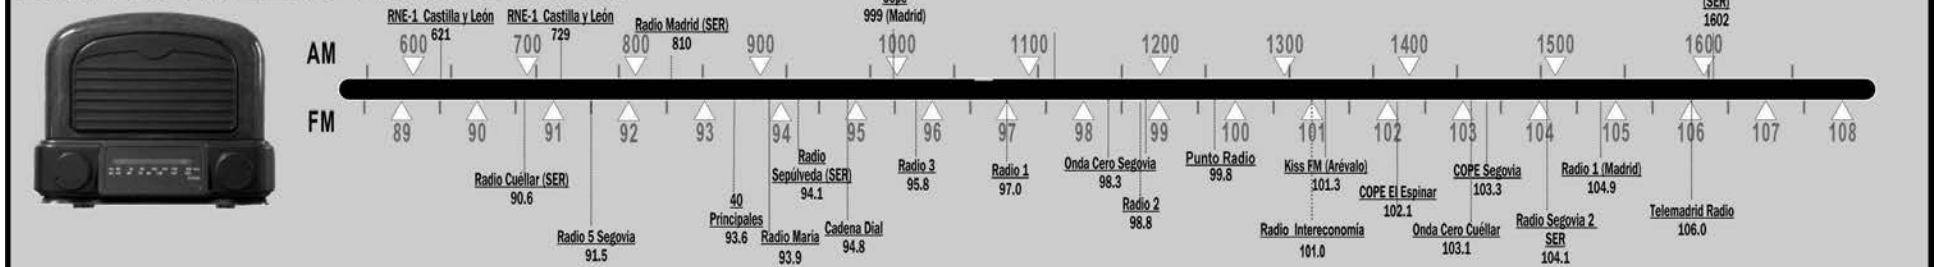 RNE-1 Castilla y León
621
RNE-1 Castilla y León
729
Radio Madrid (SER)
810
Cope
999 (Madrid)
(SER)
1602
AM
600 700 800 900 1000 1100 1200 1300 1400 1500 1600
FM
89 90 91 92 93 94 95 96 97 98 99 100 101 102 103 104 105 106 107 108
Radio Cuéllar (SER)
90.6
Radio 5 Segovia
91.5
40
Principales
93.6
Radio María
93.9
Radio
Sepúlveda (SER)
94.1
Cadena Dial
94.8
Radio 3
95.8
Radio 1
97.0
Onda Cero Segovia
98.3
Radio 2
98.8
Punto Radio
99.8
Radio Intereconomía
101.0
Kiss FM (Arévalo)
101.3
COPE El Espinar
102.1
Onda Cero Cuéllar
103.1
COPE Segovia
103.3
Radio Segovia 2
SER
104.1
Radio 1 (Madrid)
104.9
Telemadrid Radio
106.0